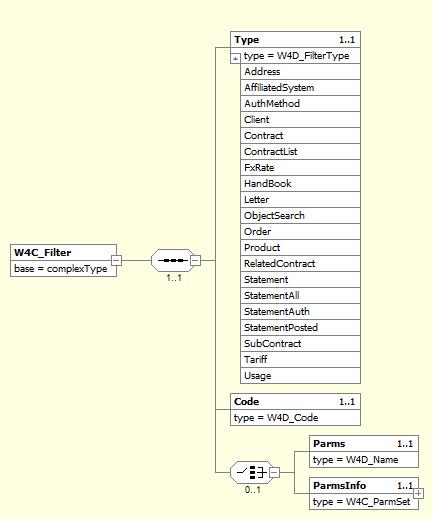 Type 1..1
type = W4D_FilterType
Address
AffiliatedSystem
AuthMethod
Client
Contract
ContractList
FxRate
HandBook
Letter
ObjectSearch
Order
Product
RelatedContract
Statement
StatementAll
StatementAuth
StatementPosted
SubContract
Tariff
Usage
W4C_Filter
base = complexType
1..1
Code 1..1
type = W4D_Code
0..1
Parms 1..1
type = W4D_Name
ParmsInfo 1..1
type = W4C_ParmSet